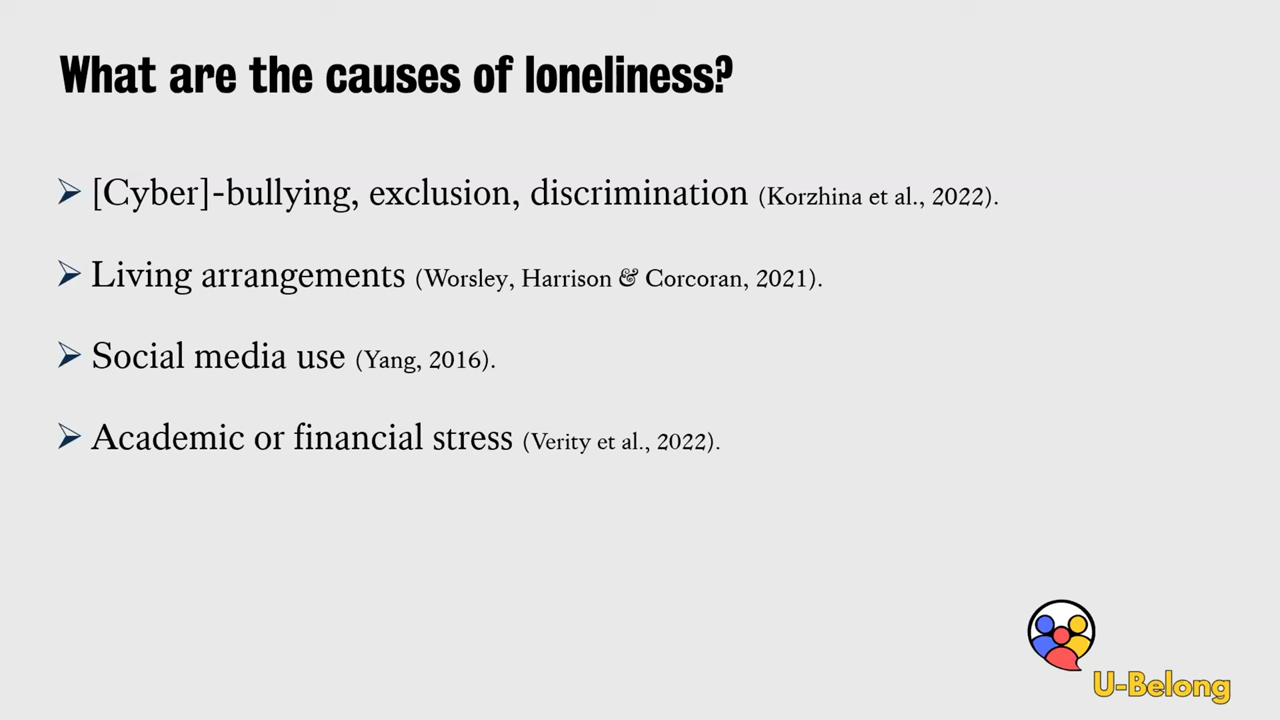 What are the causes of loneliness?
[Cyber]-bullying, exclusion, discrimination (Korzhina et al., 2022).
Living arrangements (Worsley, Harrison & Corcoran, 2021).
Social media use (Yang, 2016).
Academic or financial stress (Verity et al., 2022).
U-Belong